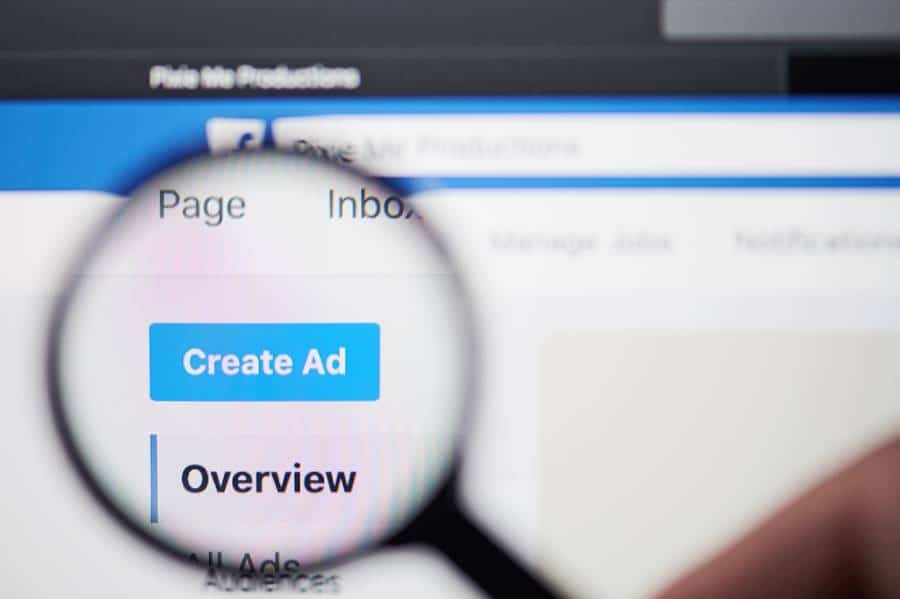 Pixie Me Productions
f Pixie Me Productions
Page Inbox Manage Jobs Notifications
Create Ad
Overview
All Ads
Audiences